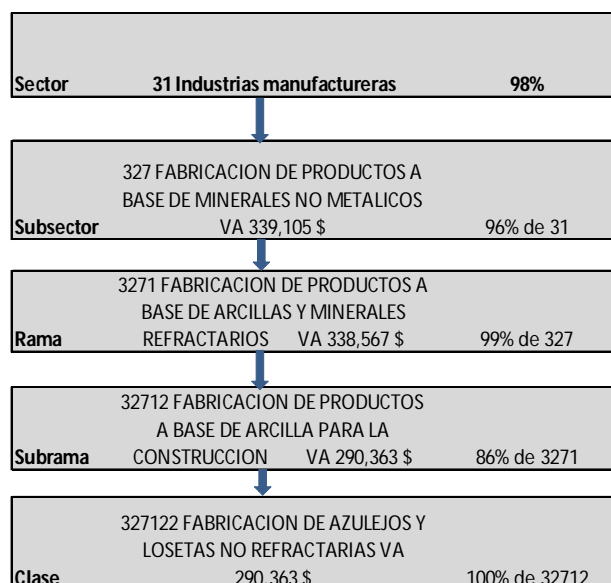 Sector 31 Industrias manufactureras 98%
327 FABRICACION DE PRODUCTOS A
BASE DE MINERALES NO METALICOS
Subsector VA 339,105 $ 96% de 31
3271 FABRICACION DE PRODUCTOS A
BASE DE ARCILLAS Y MINERALES
Rama REFRACTARIOS VA 338,567 $ 99% de 327
32712 FABRICACION DE PRODUCTOS
A BASE DE ARCILLA PARA LA
Subrama CONSTRUCCION VA 290,363 $ 86% de 3271
327122 FABRICACION DE AZULEJOS Y
LOSETAS NO REFRACTARIAS VA
Clase 290,363 $ 100% de 32712